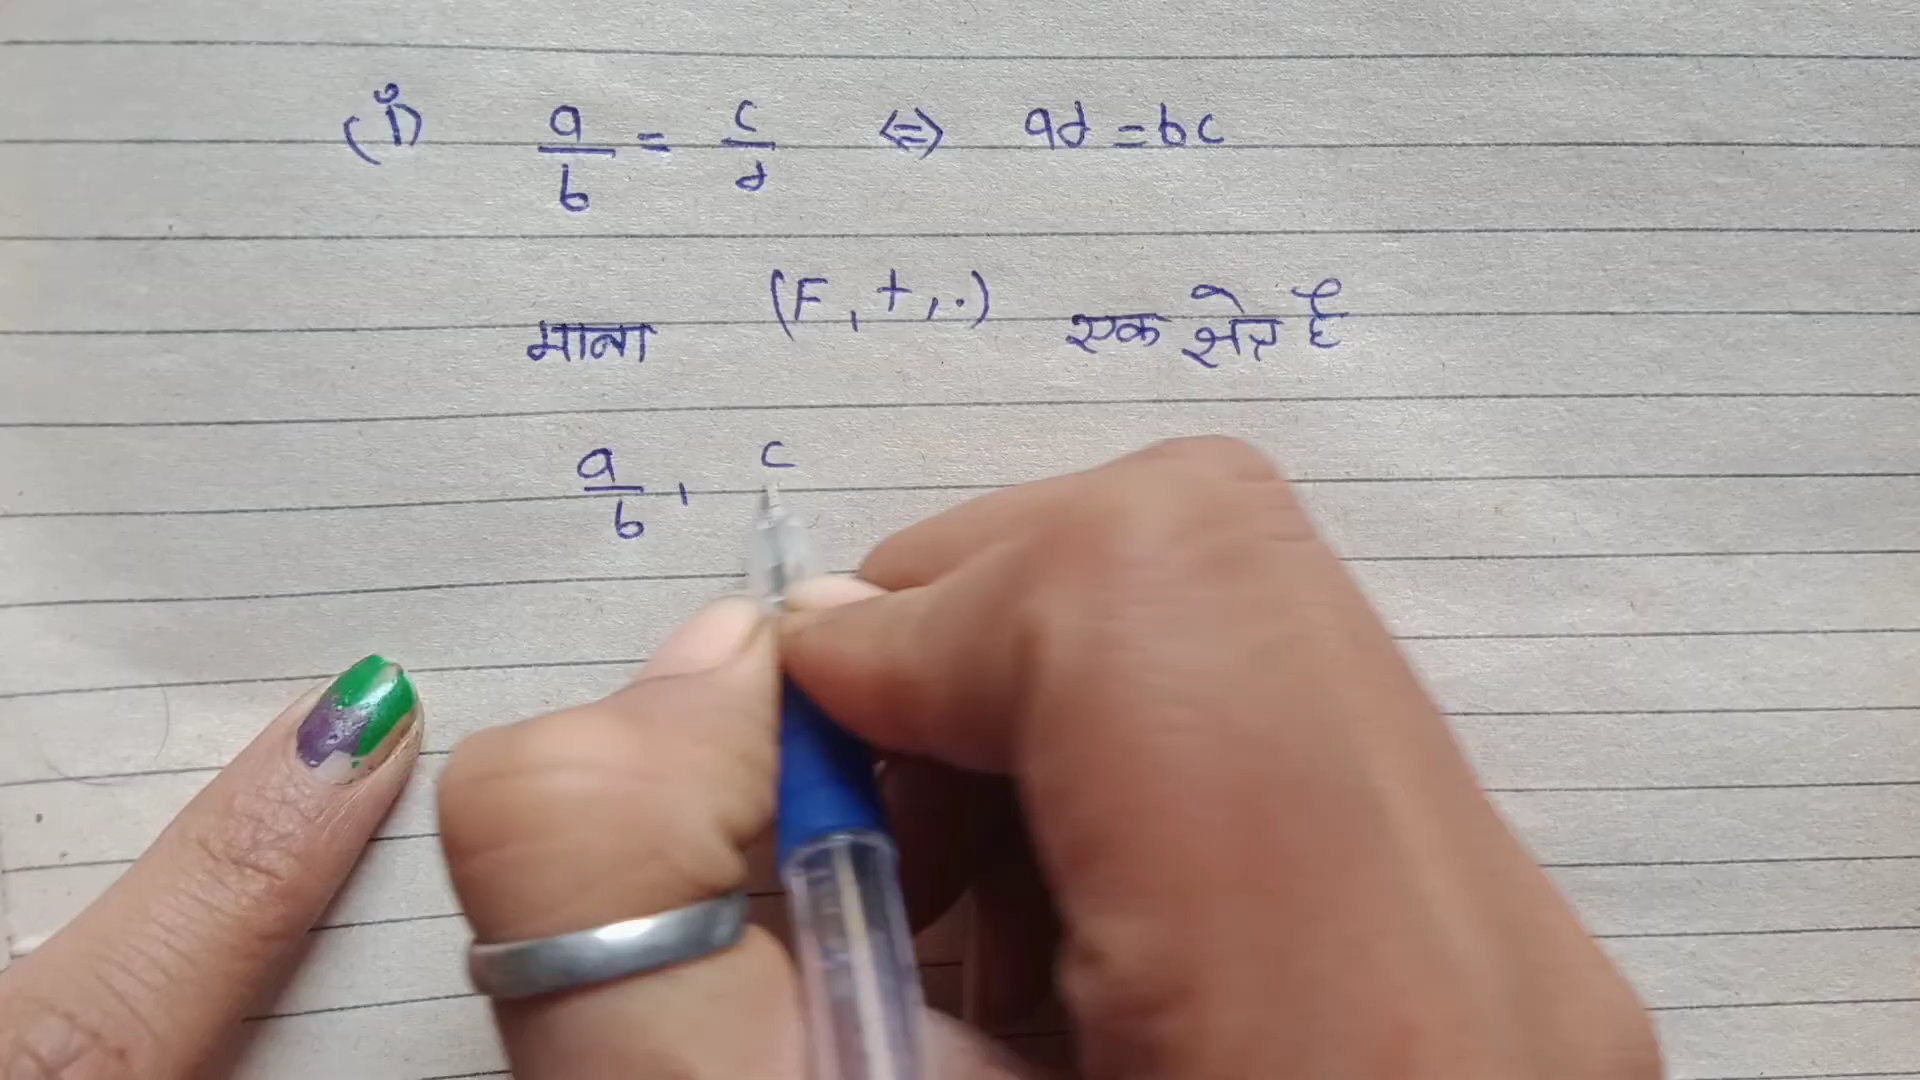 (i) a/b = c/d ⇔ ad = bc
माना (F, +, .) एक क्षेत्र है
a/b , c